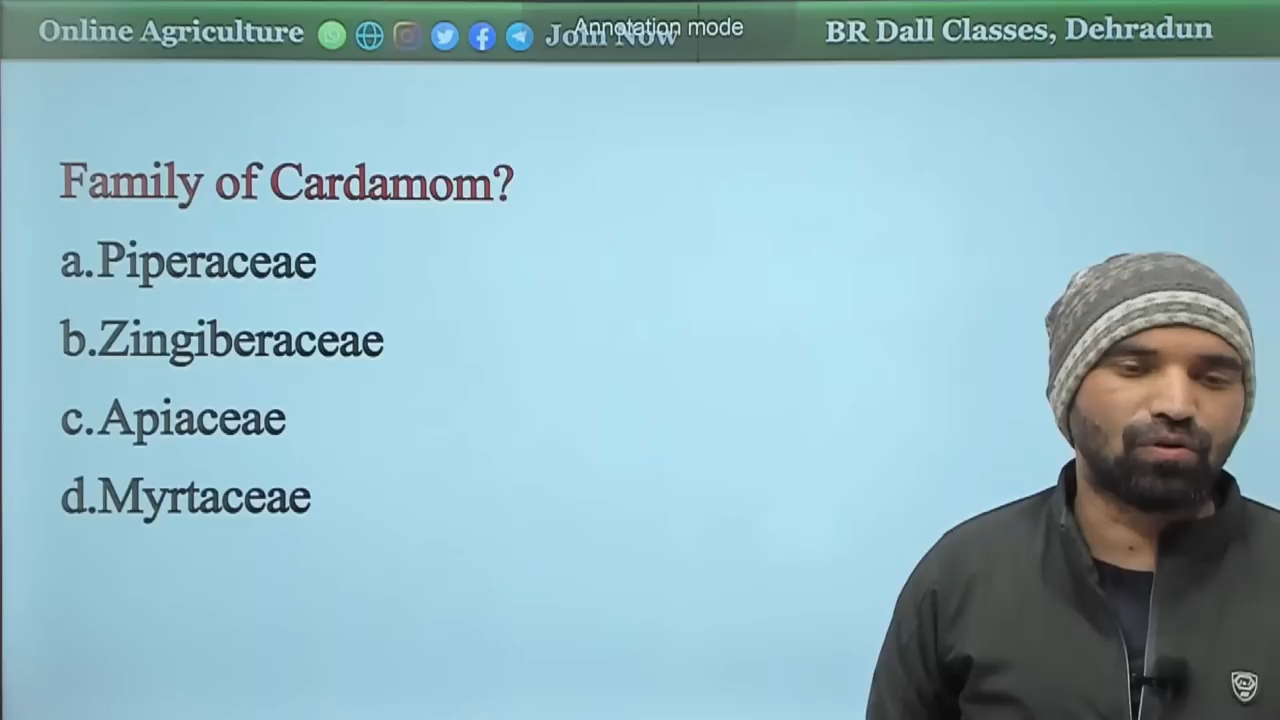 Online Agriculture Join Now Annotation mode BR Dall Classes, Dehradun
Family of Cardamom?
a.Piperaceae
b.Zingiberaceae
c.Apiaceae
d.Myrtaceae